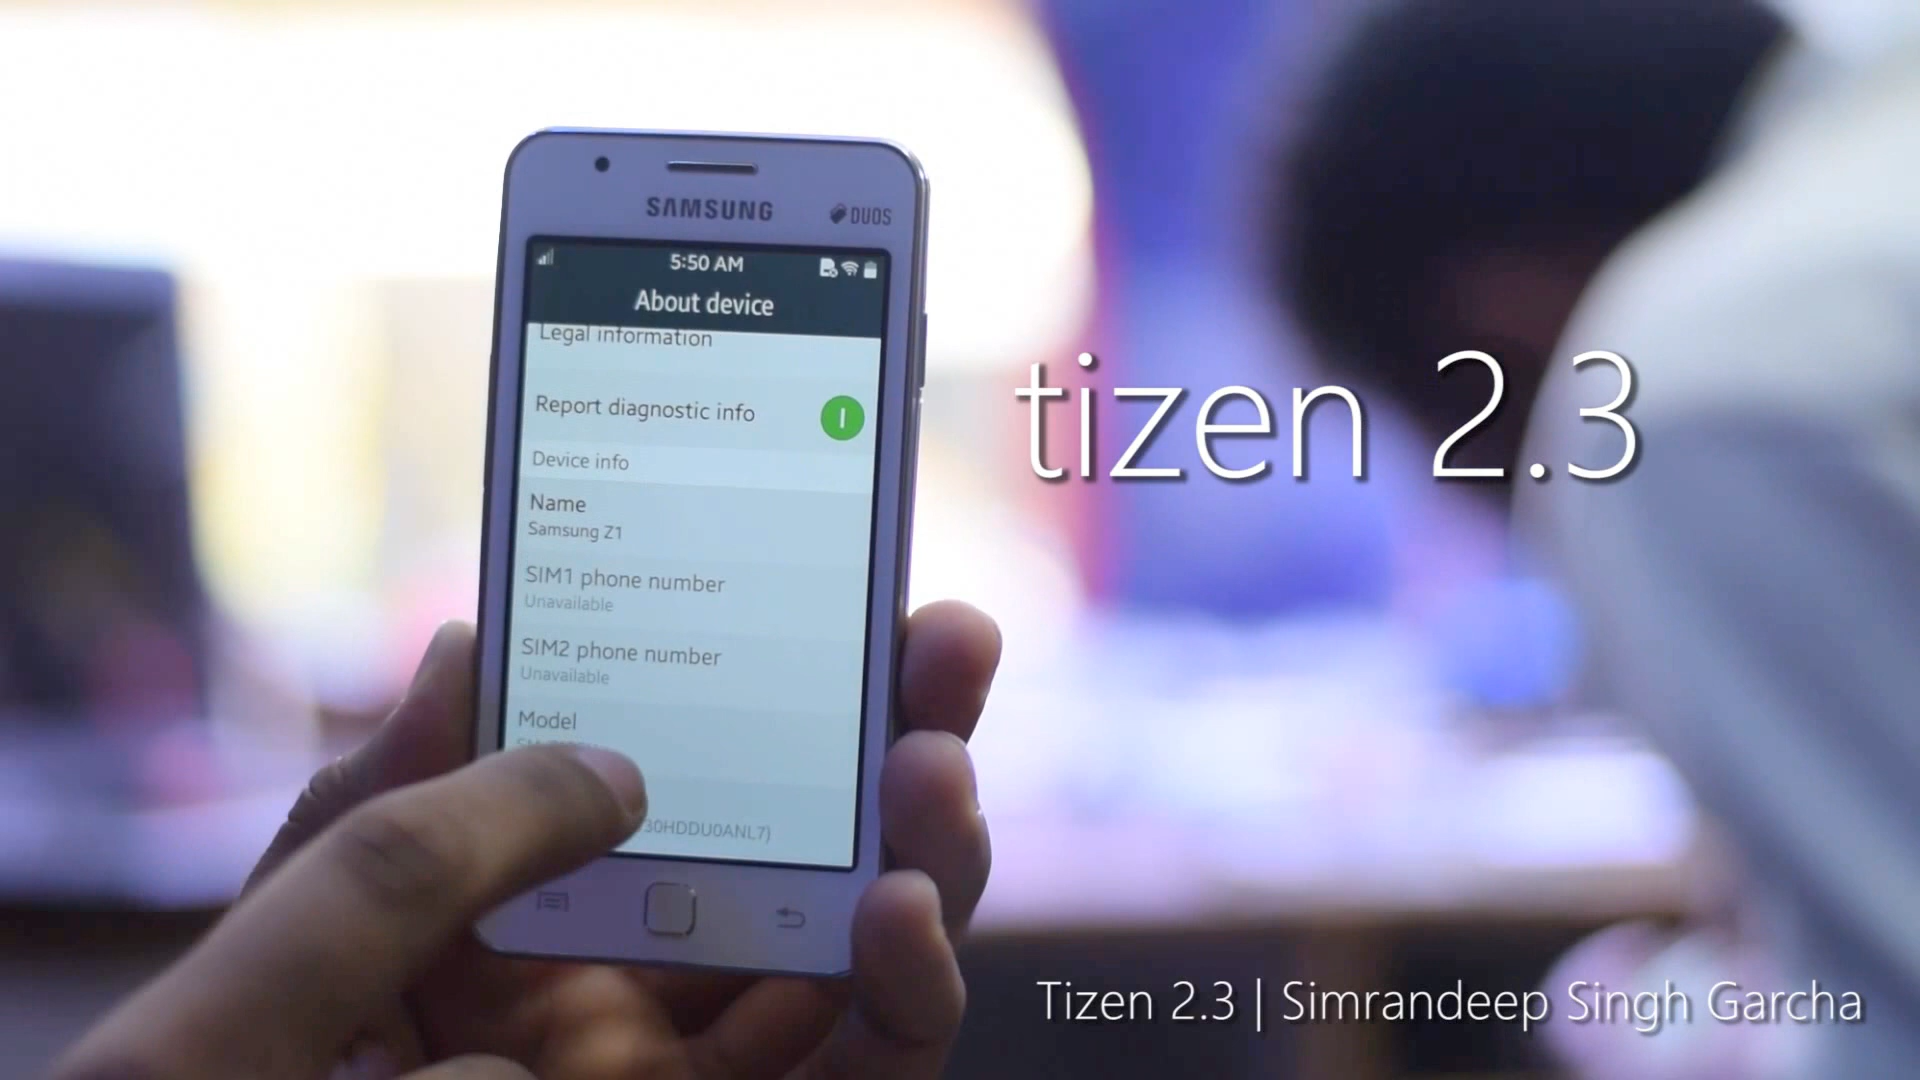 SAMSUNG
DUOS
5:50 AM
About device
Legal information
Report diagnostic info
Device info
Name
Samsung Z1
SIM1 phone number
Unavailable
SIM2 phone number
Unavailable
Model
30HDDU0ANL7)
tizen 2.3
Tizen 2.3 | Simrandeep Singh Garcha